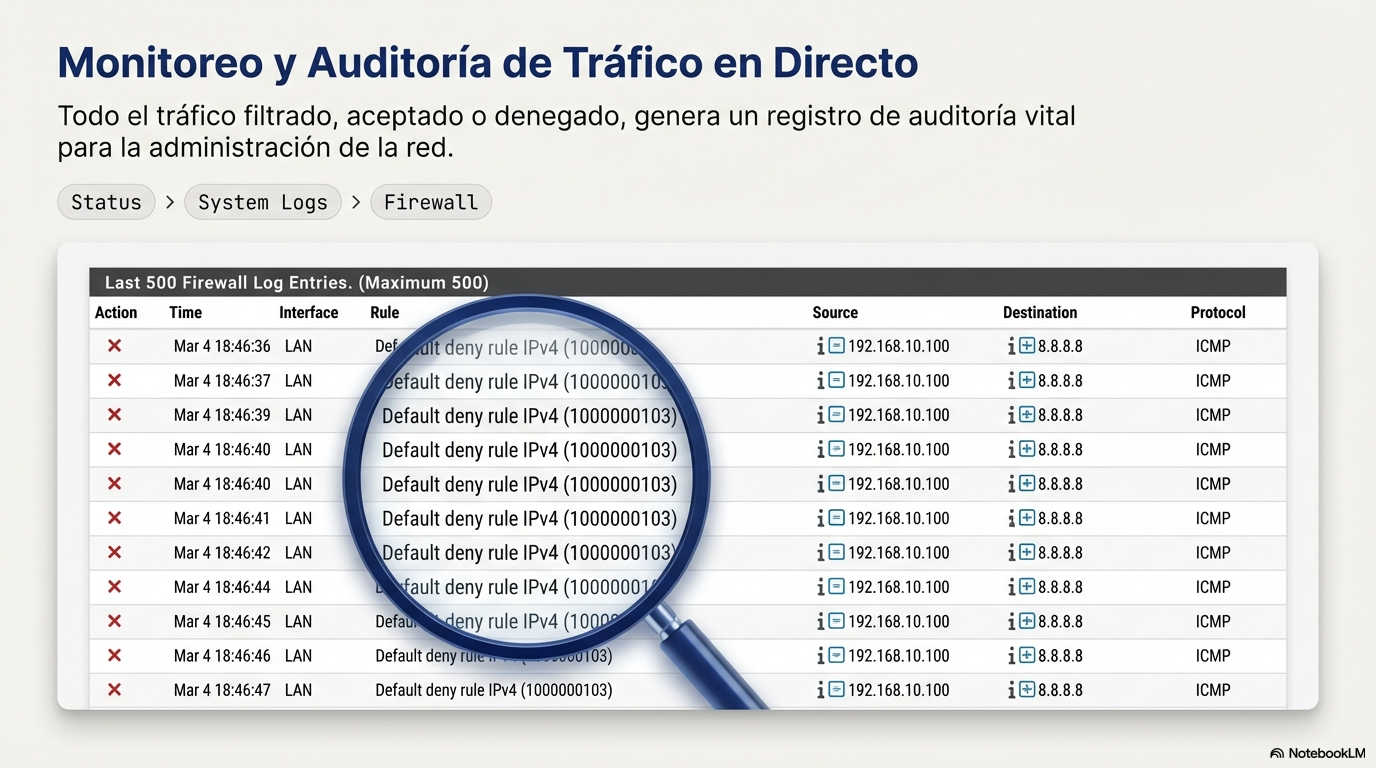 Monitoreo y Auditoría de Tráfico en Directo
Todo el tráfico filtrado, aceptado o denegado, genera un registro de auditoría vital
para la administración de la red.
Status > System Logs > Firewall
Last 500 Firewall Log Entries. (Maximum 500)
Action Time Interface Rule Source Destination Protocol
Mar 4 18:46:36 LAN Default deny rule IPv4 192.168.10.100 8.8.8.8 ICMP
Mar 4 18:46:37 LAN Default deny rule IPv4 192.168.10.100 8.8.8.8 ICMP
Mar 4 18:46:39 LAN Default deny rule IPv4 (1000000103) 192.168.10.100 8.8.8.8 ICMP
Mar 4 18:46:40 LAN Default deny rule IPv4 (1000000103) 192.168.10.100 8.8.8.8 ICMP
Mar 4 18:46:40 LAN Default deny rule IPv4 (1000000103) 192.168.10.100 8.8.8.8 ICMP
Mar 4 18:46:41 LAN Default deny rule IPv4 (1000000103) 192.168.10.100 8.8.8.8 ICMP
Mar 4 18:46:42 LAN Default deny rule IPv4 (1000000103) 192.168.10.100 8.8.8.8 ICMP
Mar 4 18:46:44 LAN Default deny rule IPv4 192.168.10.100 8.8.8.8 ICMP
Mar 4 18:46:45 LAN Default deny rule IPv4 192.168.10.100 8.8.8.8 ICMP
Mar 4 18:46:46 LAN Default deny rule 192.168.10.100 8.8.8.8 ICMP
Mar 4 18:46:47 LAN Default deny rule IPv4 (1000000103) 192.168.10.100 8.8.8.8 ICMP
NotebookLM